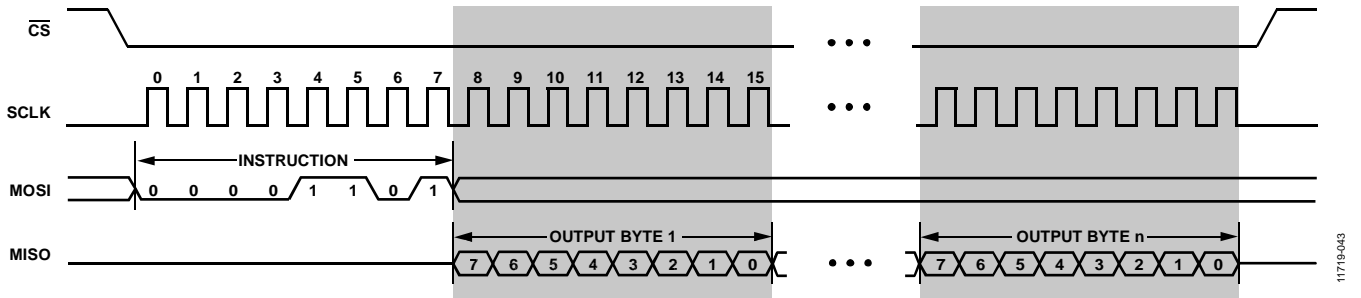 CS
0 1 2 3 4 5 6 7 8 9 10 11 12 13 14 15
SCLK
INSTRUCTION
MOSI 0 0 0 0 1 1 0 1
OUTPUT BYTE 1 OUTPUT BYTE n
MISO
7 6 5 4 3 2 1 0 7 6 5 4 3 2 1 0
11719-043